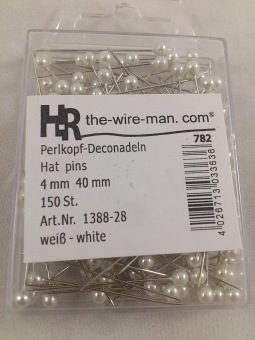 HR the-wire-man. com®
782
Perlkopf-Deconadeln
Hat pins
4 mm 40 mm
150 St.
Art.Nr. 1388-28
weiß - white
4026713033636